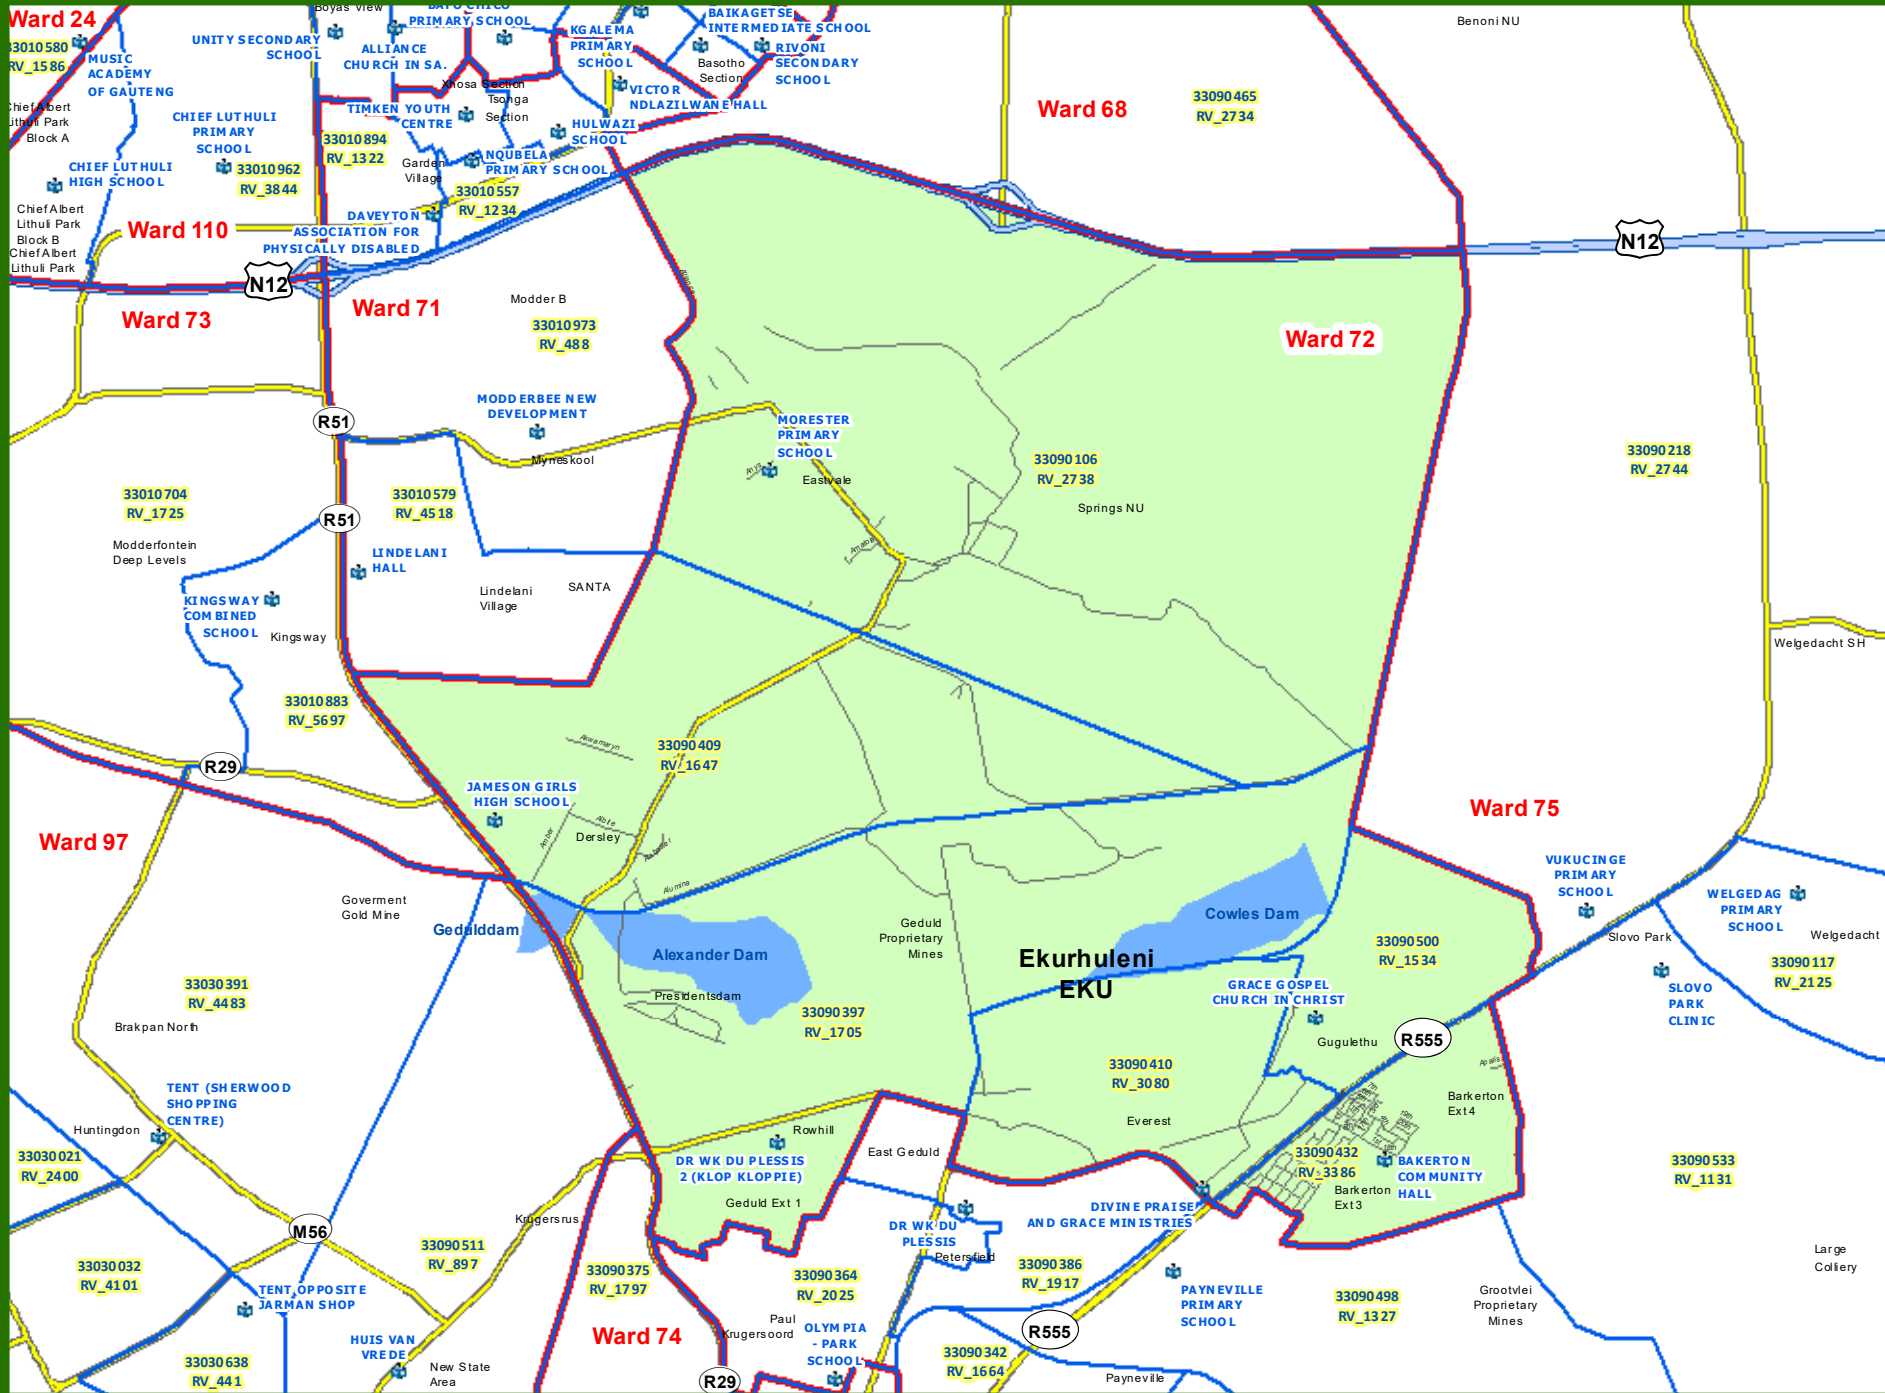 Ward 24
33010580
RV_1586
MUSIC
ACADEMY
OF GAUTENG
Chief Albert
Lithuli Park
Block A
CHIEF LUTHULI
HIGH SCHOOL
CHIEF LUTHULI
PRIMARY
SCHOOL
33010962
RV_3844
Chief Albert
Lithuli Park
Block B
Chief Albert
Lithuli Park
Ward 110
N12
Ward 73
Boyas View
UNITY SECONDARY
SCHOOL
ALLIANCE
CHURCH IN SA.
BAYO CHICO
PRIMARY SCHOOL
KGALEMA
PRIMARY
SCHOOL
BAIKAGETSE
INTERMEDIATE SCHOOL
RIVONI
SECONDARY
SCHOOL
Basotho
Section
Xhosa Section
Tsonga
Section
VICTOR
NDLAZILWANE HALL
TIMKEN YOUTH
CENTRE
HULWAZI
SCHOOL
33010894
RV_1322
Garden
Village
NQUBELA
PRIMARY SCHOOL
33010557
RV_1234
DAVEYTON
ASSOCIATION FOR
PHYSICALLY DISABLED
Ward 71
Modder B
33010973
RV_488
Ward 68
33090465
RV_2734
Benoni NU
N12
Ward 72
MODDERBEE NEW
DEVELOPMENT
R51
Myneskool
MORESTER
PRIMARY
SCHOOL
Eastvale
33090106
RV_2738
Springs NU
33090218
RV_2744
33010704
RV_1725
33010579
RV_4518
R51
Modderfontein
Deep Levels
LINDELANI
HALL
Lindelani
Village
SANTA
KINGSWAY
COMBINED
SCHOOL
Kingsway
Welgedacht SH
33010883
RV_5697
R29
Akwamaryn
33090409
RV_1647
JAMESON GIRLS
HIGH SCHOOL
Amber
Dersley
Alumina
Ward 97
Ward 75
Goverment
Gold Mine
Gedulddam
Alexander Dam
Geduld
Proprietary
Mines
Cowles Dam
Ekurhuleni
EKU
33090500
RV_1534
VUKUCINGE
PRIMARY
SCHOOL
WELGEDAG
PRIMARY
SCHOOL
Slovo Park
Welgedacht
33090117
RV_2125
SLOVO
PARK
CLINIC
33030391
RV_4483
Brakpan North
Presidentsdam
33090397
RV_1705
GRACE GOSPEL
CHURCH IN CHRIST
Gugulethu
R555
33090410
RV_3080
Everest
Barkerton
Ext 4
TENT (SHERWOOD
SHOPPING
CENTRE)
Huntingdon
33030021
RV_2400
Rowhill
DR WK DU PLESSIS
2 (KLOP KLOPPIE)
Geduld Ext 1
East Geduld
33090432
RV_3386
BAKERTON
COMMUNITY
HALL
Barkerton
Ext 3
33090533
RV_1131
DIVINE PRAISE
AND GRACE MINISTRIES
DR WK DU
PLESSIS
Petersfield
M56
Krugersrus
33090511
RV_897
33030032
RV_4101
TENT OPPOSITE
JARMAN SHOP
33090375
RV_1797
33090364
RV_2025
33090386
RV_1917
PAYNEVILLE
PRIMARY
SCHOOL
33090498
RV_1327
Grootvlei
Proprietary
Mines
Large
Colliery
HUIS VAN
VREDE
New State
Area
33030638
RV_441
Ward 74
Paul
Krugersoord
OLYMPIA
- PARK
SCHOOL
R29
R555
33090342
RV_1664
Payneville